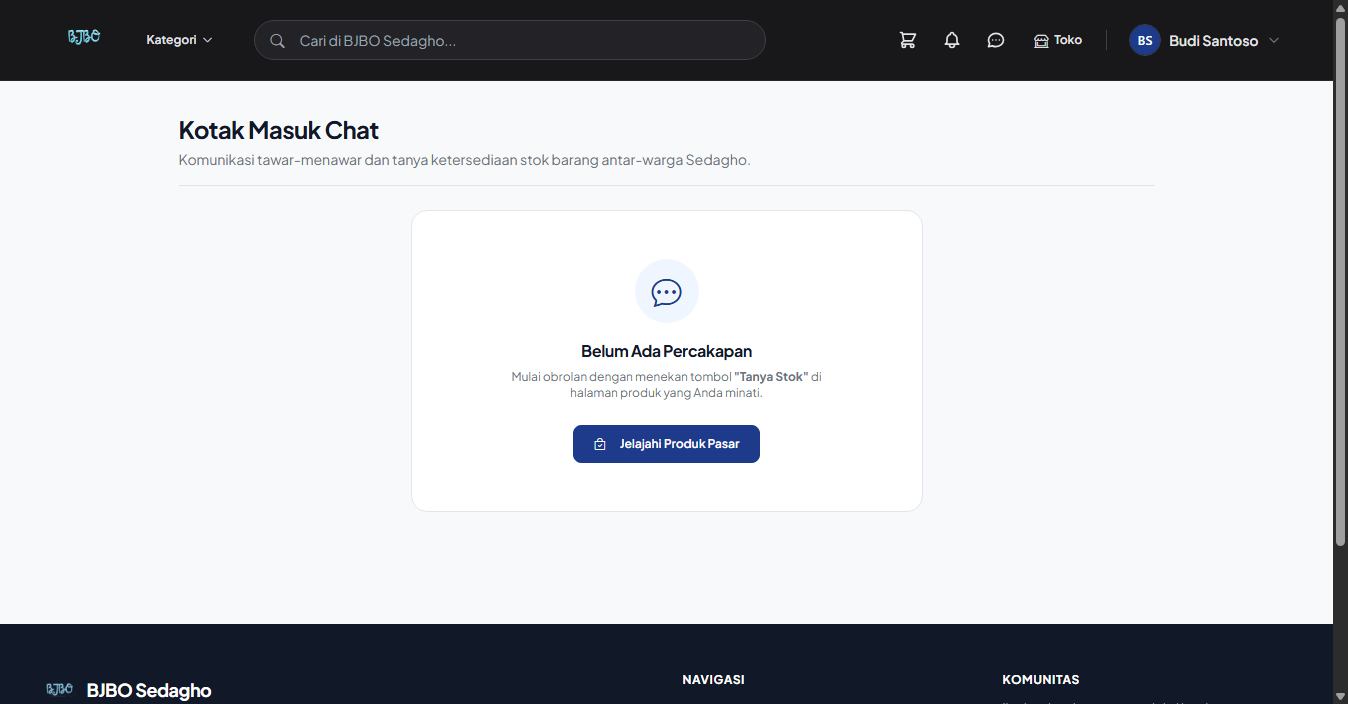 BJBO
Kategori
Cari di BJBO Sedagho...
Toko
BS
Budi Santoso
Kotak Masuk Chat
Komunikasi tawar-menawar dan tanya ketersediaan stok barang antar-warga Sedagho.
Belum Ada Percakapan
Mulai obrolan dengan menekan tombol "Tanya Stok" di
halaman produk yang Anda minati.
Jelajahi Produk Pasar
BJBO
BJBO Sedagho
NAVIGASI
KOMUNITAS